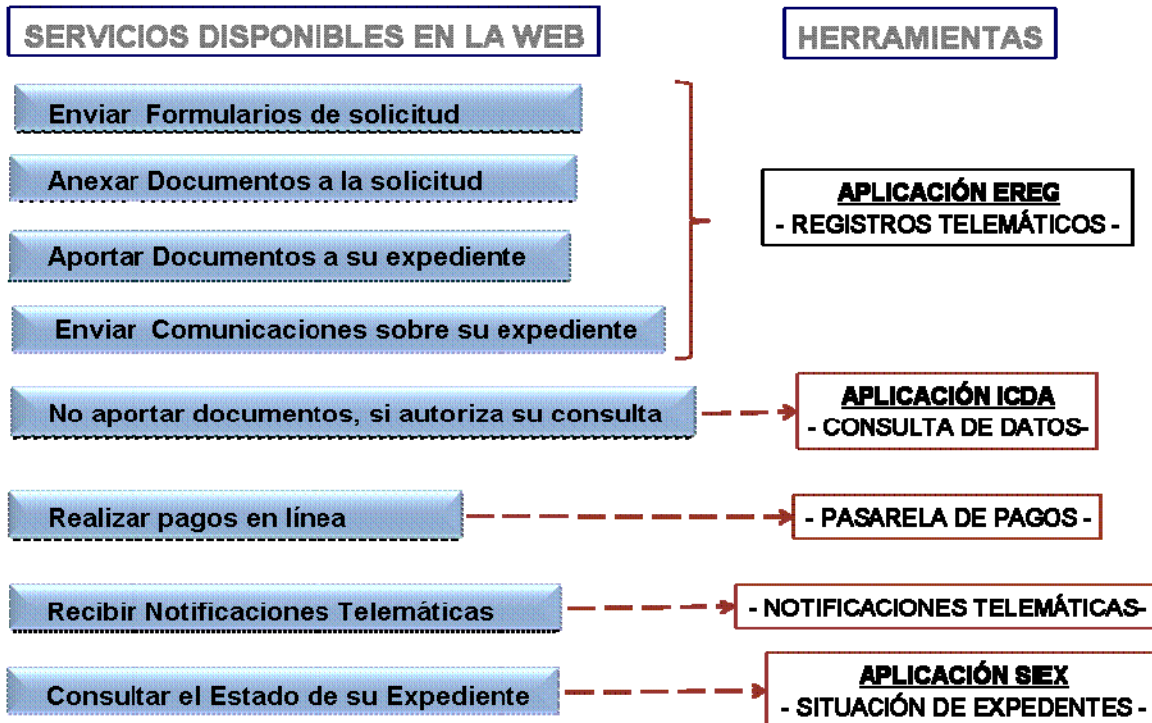 SERVICIOS DISPONIBLES EN LA WEB
HERRAMIENTAS
Enviar Formularios de solicitud
Anexar Documentos a la solicitud
Aportar Documentos a su expediente
Enviar Comunicaciones sobre su expediente
APLICACIÓN EREG
- REGISTROS TELEMÁTICOS -
No aportar documentos, si autoriza su consulta
APLICACIÓN ICDA
- CONSULTA DE DATOS-
Realizar pagos en línea
- PASARELA DE PAGOS -
Recibir Notificaciones Telemáticas
- NOTIFICACIONES TELEMÁTICAS-
Consultar el Estado de su Expediente
APLICACIÓN SIEX
- SITUACIÓN DE EXPEDENTES -